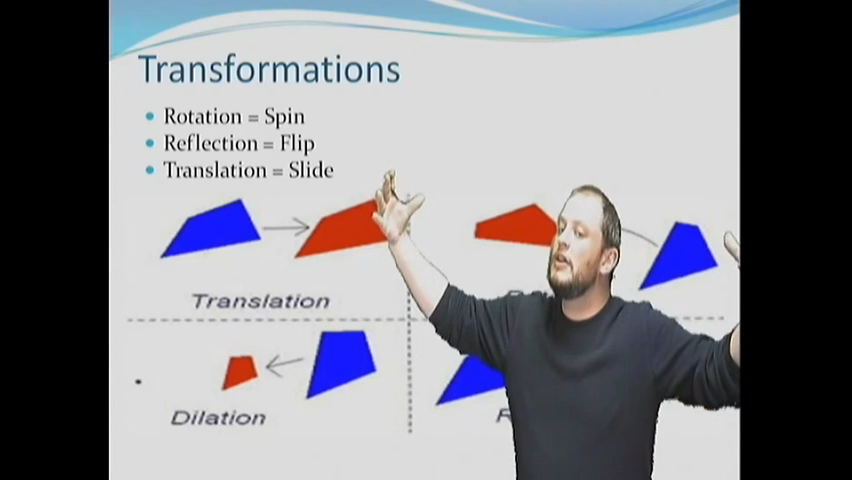 Transformations
Rotation = Spin
Reflection = Flip
Translation = Slide
Translation
Dilation